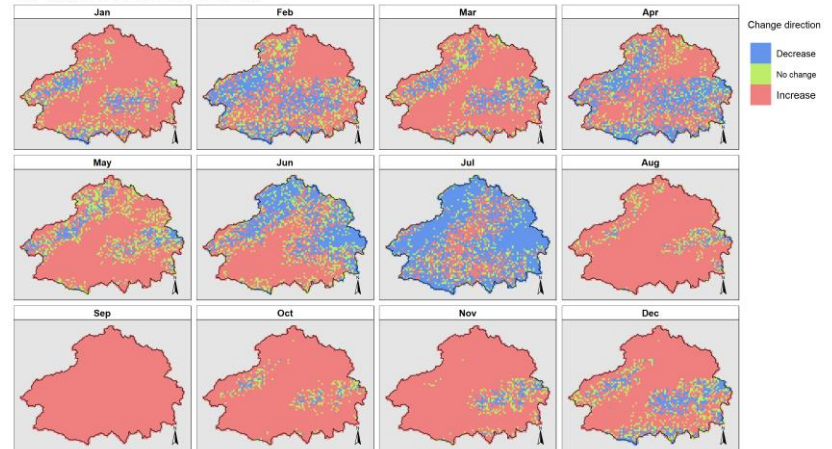 Jan
Feb
Mar
Apr
Change direction
Decrease
No change
Increase
N
N
N
N
May
Jun
Jul
Aug
N
N
N
N
Sep
Oct
Nov
Dec
N
N
N
N